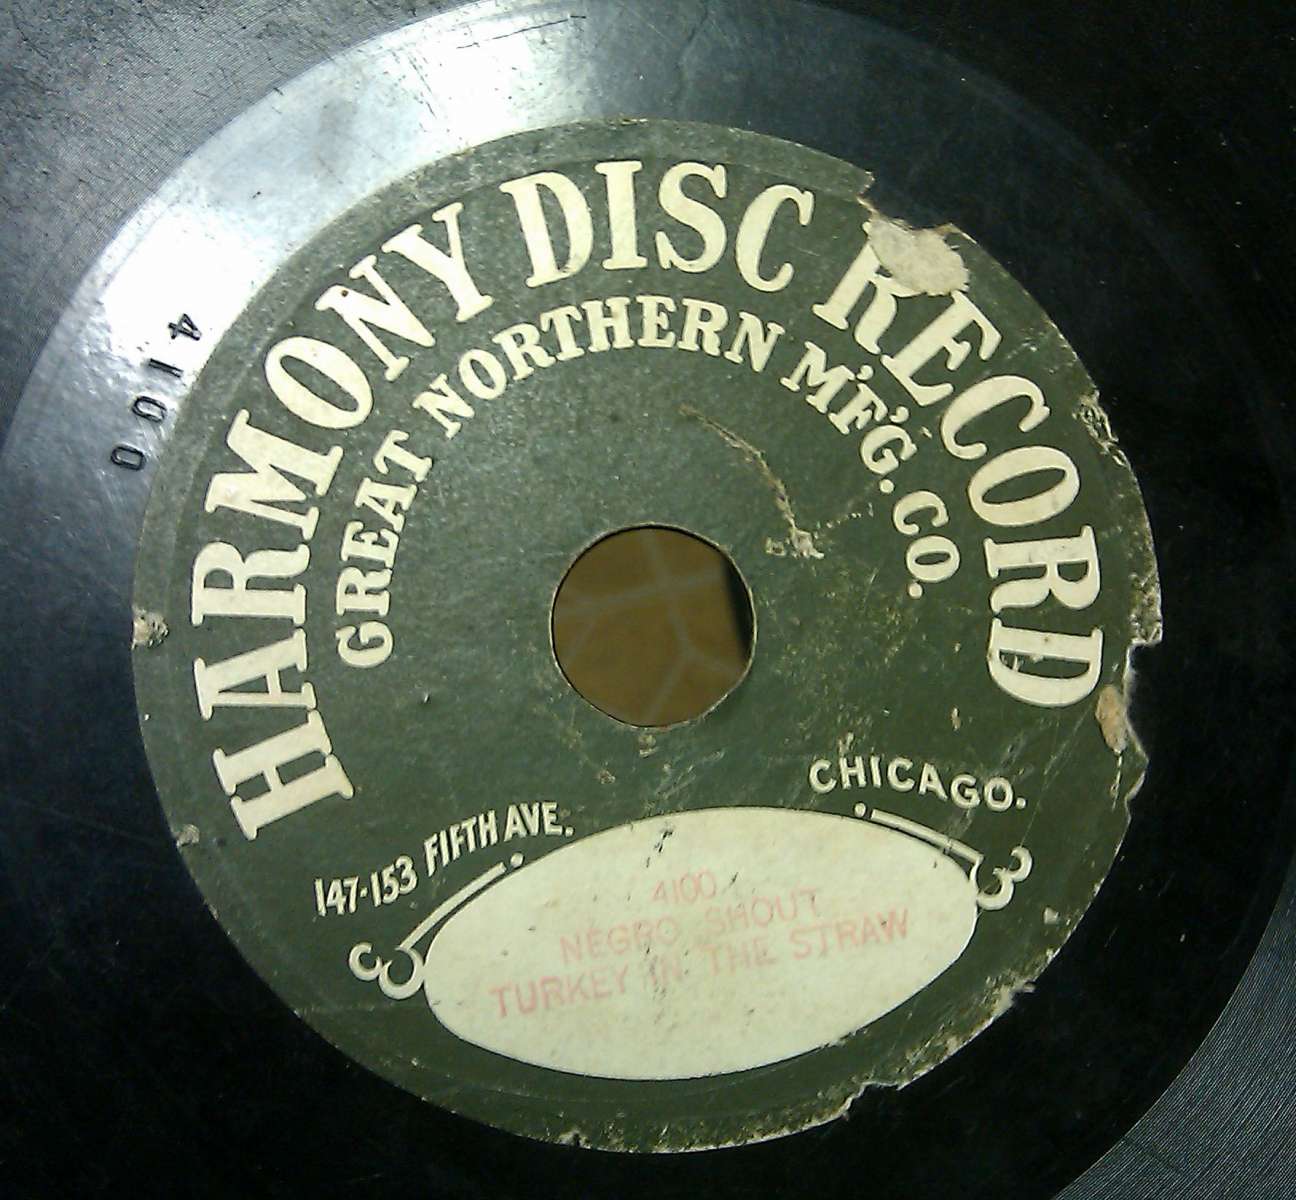 HARMONY DISC RECORD
GREAT NORTHERN M'F'G. CO.
147-153 FIFTH AVE.
CHICAGO.
4100
NEGRO SHOUT
TURKEY IN THE STRAW
4100